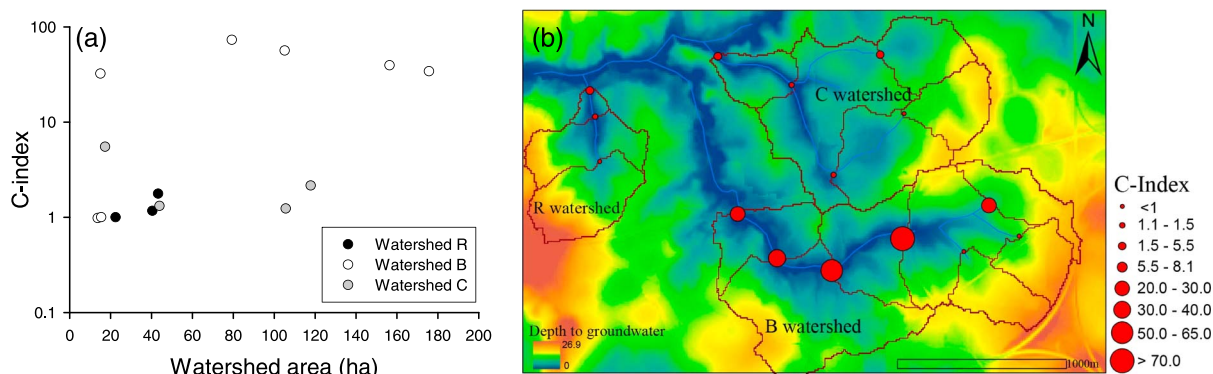 (a)
100
10
1
0.1
C-index
0 20 40 60 80 100 120 140 160 180 200
Watershed area (ha)
Watershed R
Watershed B
Watershed C
(b)
N
C watershed
R watershed
B watershed
Depth to groundwater
26.9
0
1000m
C-Index
<1
1.1 - 1.5
1.5 - 5.5
5.5 - 8.1
20.0 - 30.0
30.0 - 40.0
50.0 - 65.0
> 70.0